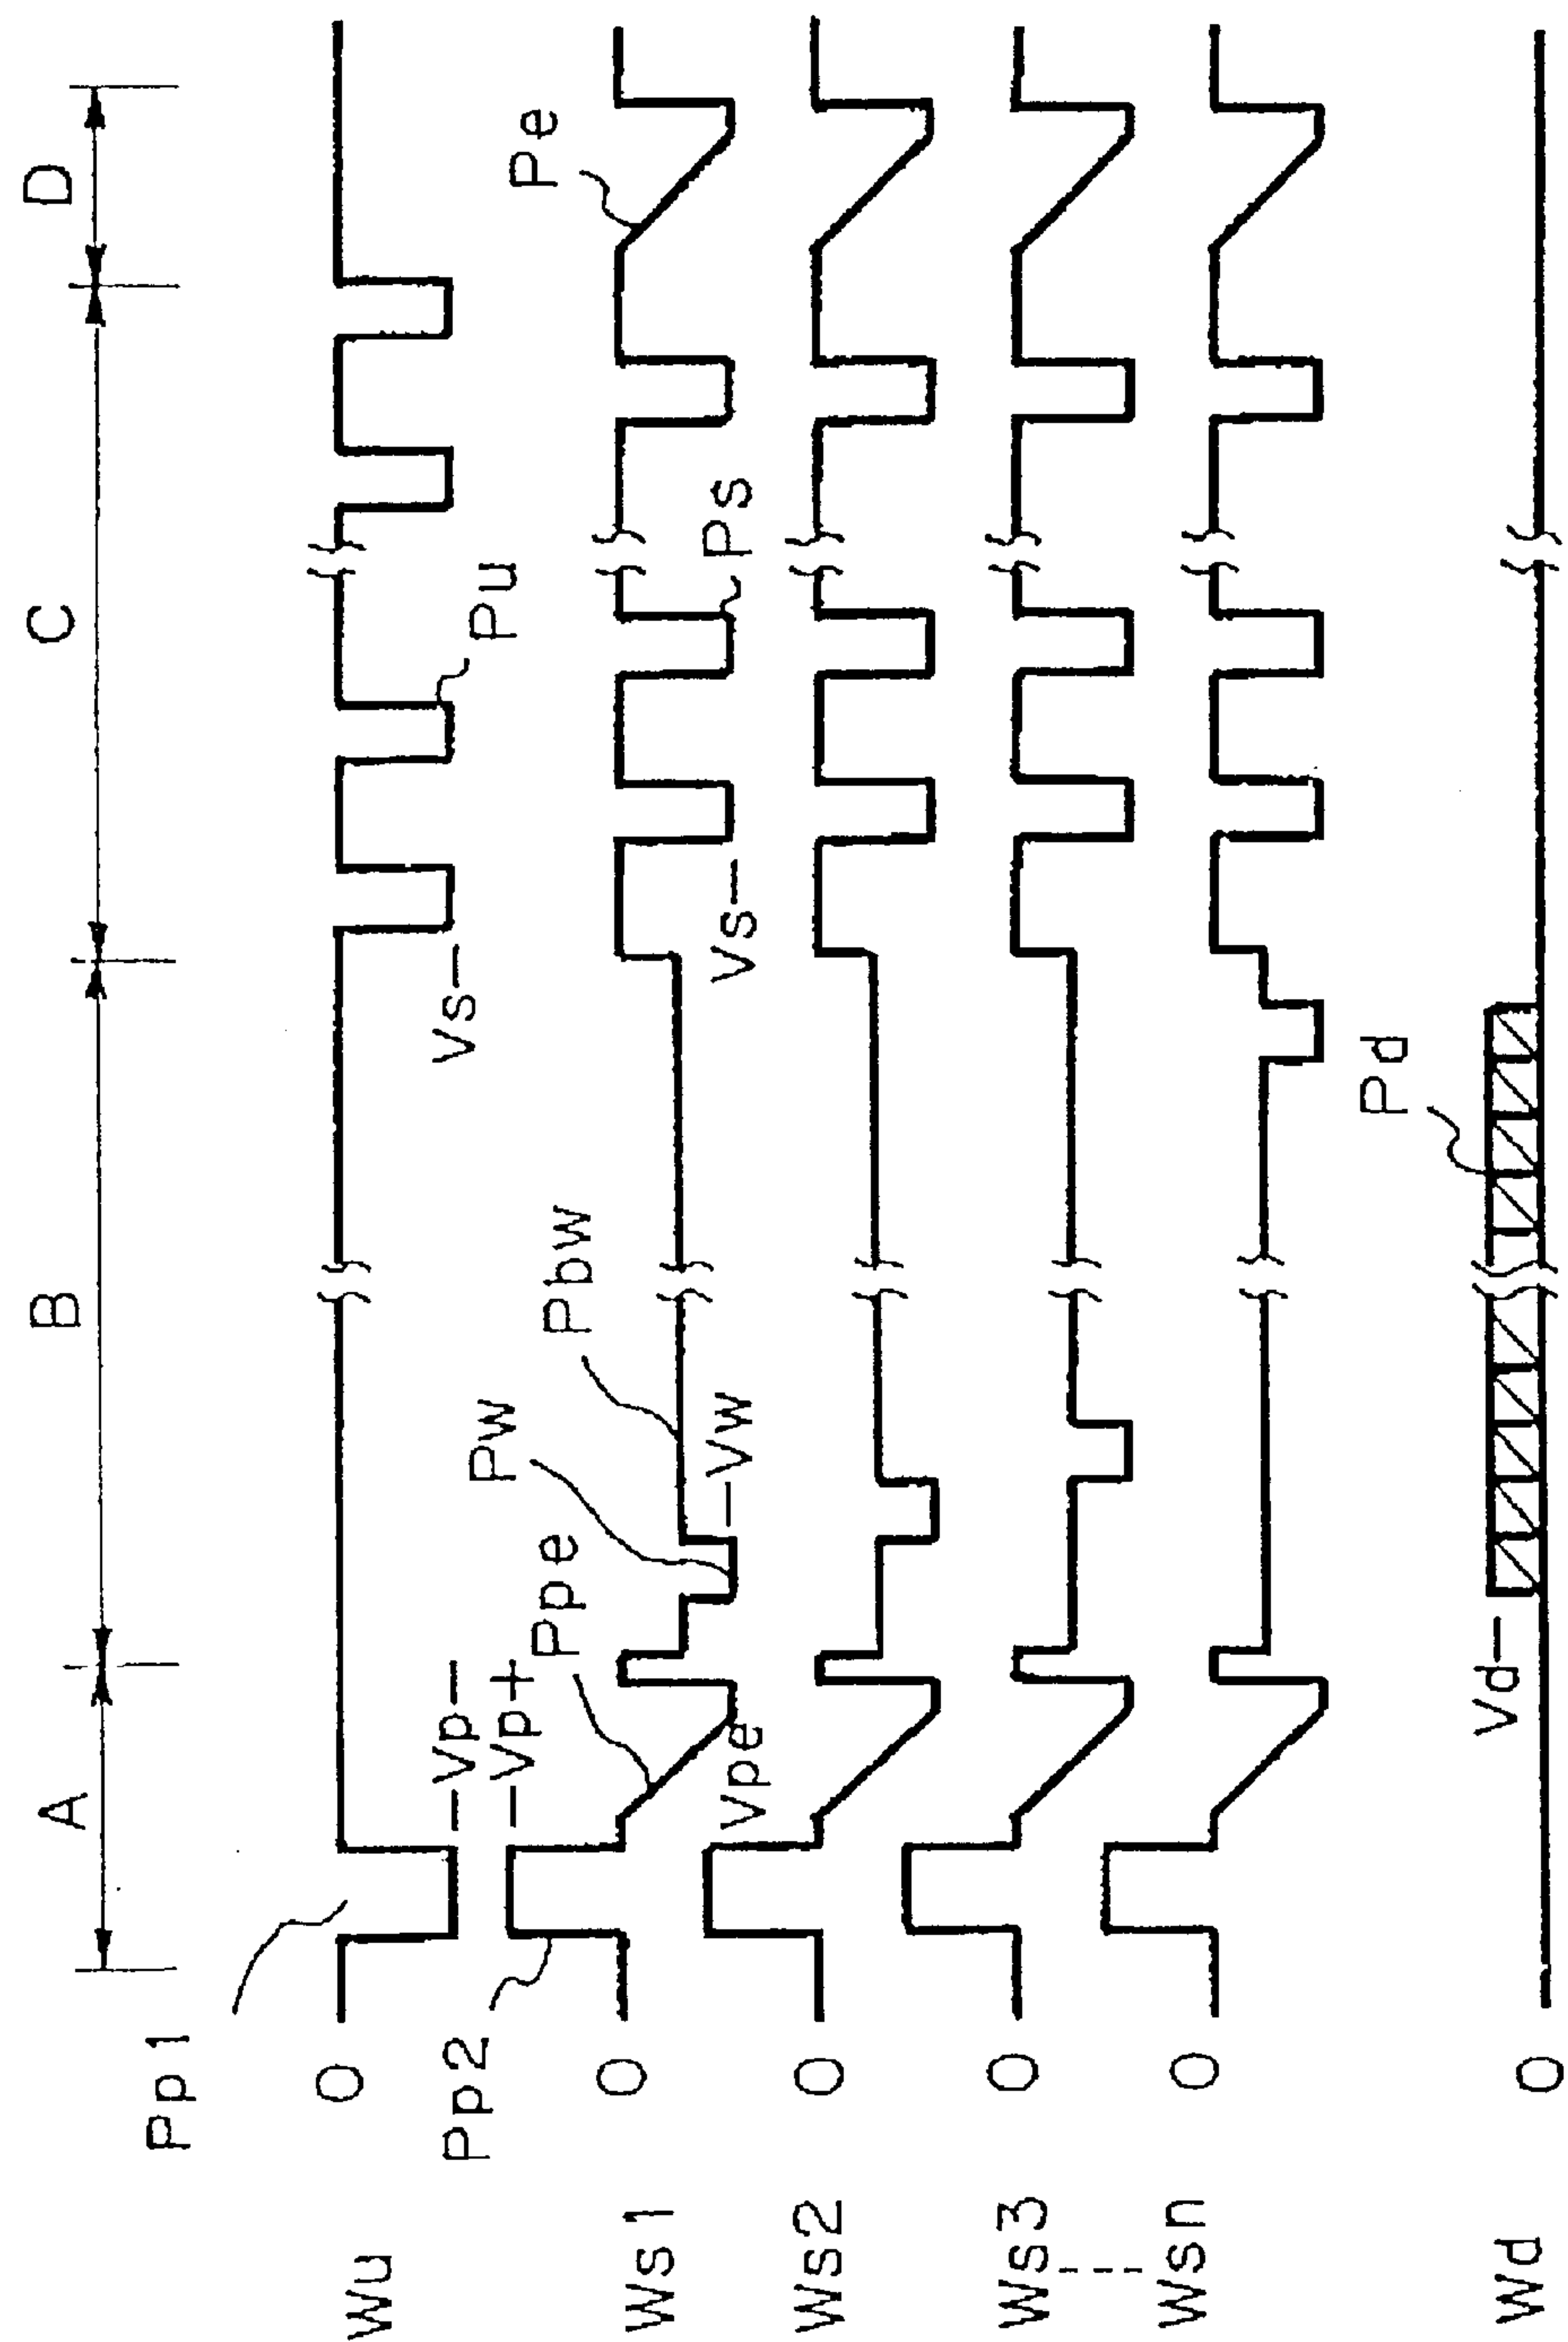 A B C D
Pp1
Wu 0
-Vp-
Vs-
Pu
Pp2
-Vp+
Ppe
Pw
Pbw
Pe
Ws1 0
Vpe
-Vw
Vs-
Ps
Ws2 0
Ws3 0
Wsn 0
Pd
Vd-
Wd 0